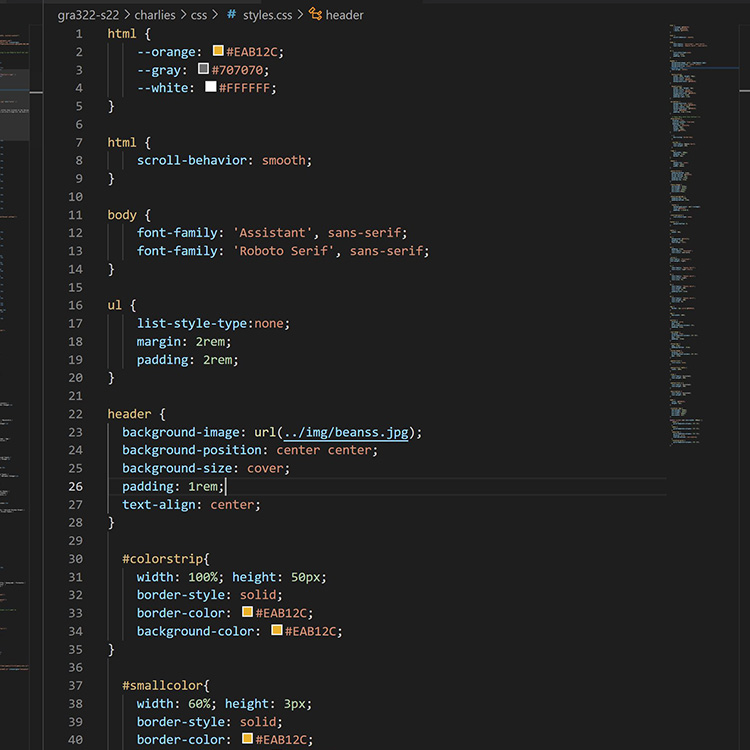 gra322-s22 > charlies > css > # styles.css > header
1 html {
2 --orange: #EAB12C;
3 --gray: #707070;
4 --white: #FFFFFF;
5 }
6
7 html {
8 scroll-behavior: smooth;
9 }
10
11 body {
12 font-family: 'Assistant', sans-serif;
13 font-family: 'Roboto Serif', sans-serif;
14 }
15
16 ul {
17 list-style-type:none;
18 margin: 2rem;
19 padding: 2rem;
20 }
21
22 header {
23 background-image: url(../img/beanss.jpg);
24 background-position: center center;
25 background-size: cover;
26 padding: 1rem;
27 text-align: center;
28 }
29
30 #colorstrip{
31 width: 100%; height: 50px;
32 border-style: solid;
33 border-color: #EAB12C;
34 background-color: #EAB12C;
35 }
36
37 #smallcolor{
38 width: 60%; height: 3px;
39 border-style: solid;
40 border-color: #EAB12C;